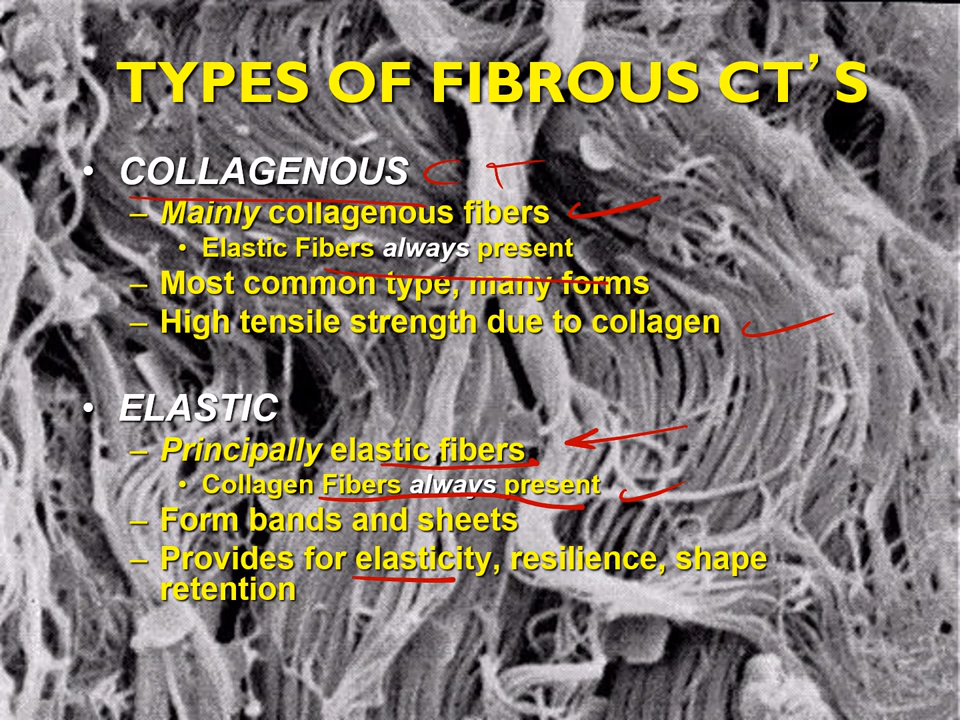 TYPES OF FIBROUS CT’S
• COLLAGENOUS C T
– Mainly collagenous fibers
• Elastic Fibers always present
– Most common type, many forms
– High tensile strength due to collagen
• ELASTIC
– Principally elastic fibers
• Collagen Fibers always present
– Form bands and sheets
– Provides for elasticity, resilience, shape
retention